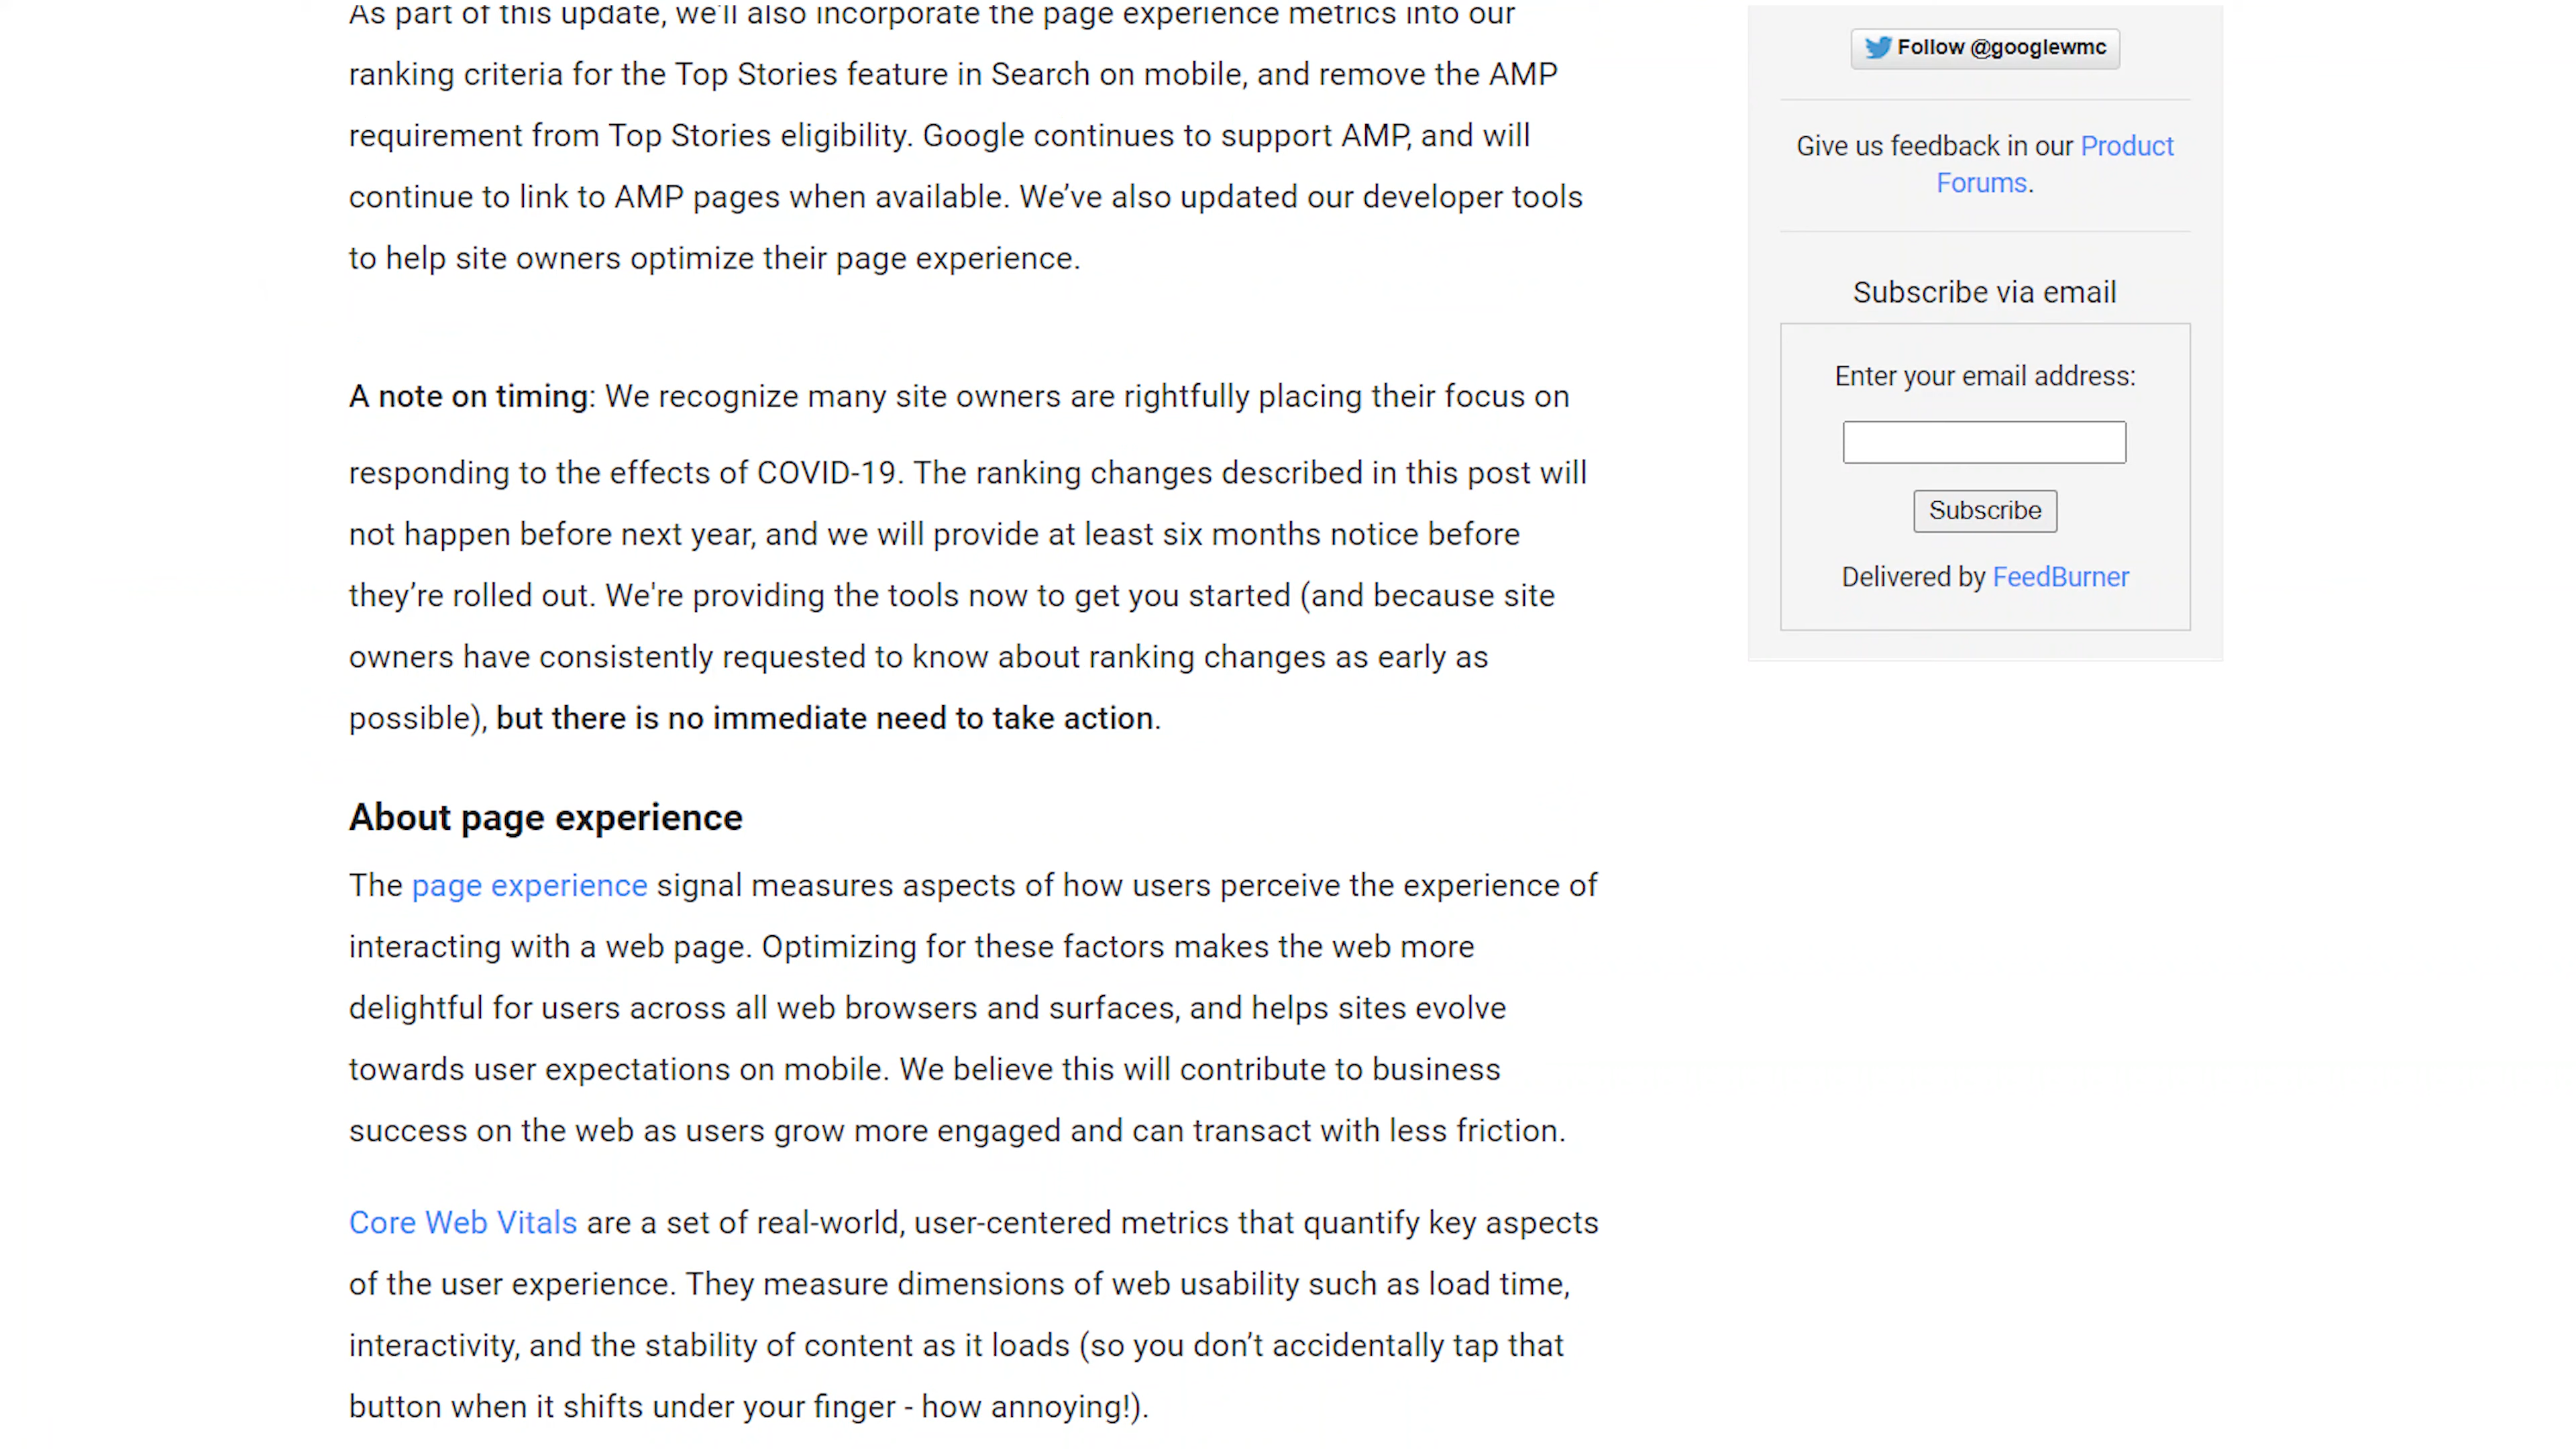 As part of this update, we'll also incorporate the page experience metrics into our
ranking criteria for the Top Stories feature in Search on mobile, and remove the AMP
requirement from Top Stories eligibility. Google continues to support AMP, and will
continue to link to AMP pages when available. We’ve also updated our developer tools
to help site owners optimize their page experience.
A note on timing: We recognize many site owners are rightfully placing their focus on
responding to the effects of COVID-19. The ranking changes described in this post will
not happen before next year, and we will provide at least six months notice before
they’re rolled out. We're providing the tools now to get you started (and because site
owners have consistently requested to know about ranking changes as early as
possible), but there is no immediate need to take action.
About page experience
The page experience signal measures aspects of how users perceive the experience of
interacting with a web page. Optimizing for these factors makes the web more
delightful for users across all web browsers and surfaces, and helps sites evolve
towards user expectations on mobile. We believe this will contribute to business
success on the web as users grow more engaged and can transact with less friction.
Core Web Vitals are a set of real-world, user-centered metrics that quantify key aspects
of the user experience. They measure dimensions of web usability such as load time,
interactivity, and the stability of content as it loads (so you don’t accidentally tap that
button when it shifts under your finger - how annoying!).
Follow @googlewmc
Give us feedback in our Product
Forums.
Subscribe via email
Enter your email address:
Subscribe
Delivered by FeedBurner